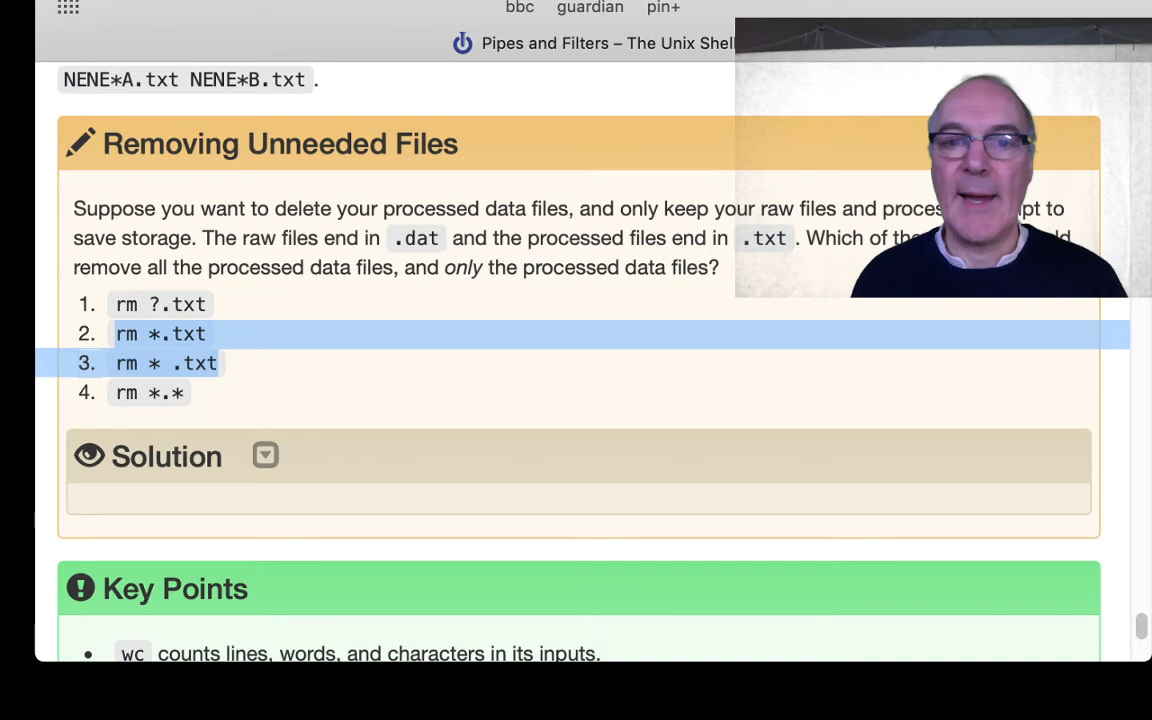 bbc guardian pin+
Pipes and Filters – The Unix Shell
NENE*A.txt NENE*B.txt.
Removing Unneeded Files
Suppose you want to delete your processed data files, and only keep your raw files and to
save storage. The raw files end in .dat and the processed files end in .txt. Which of
remove all the processed data files, and only the processed data files?
1. rm ?.txt
2. rm *.txt
3. rm * .txt
4. rm *.*
Solution
Key Points
• wc counts lines, words, and characters in its inputs.